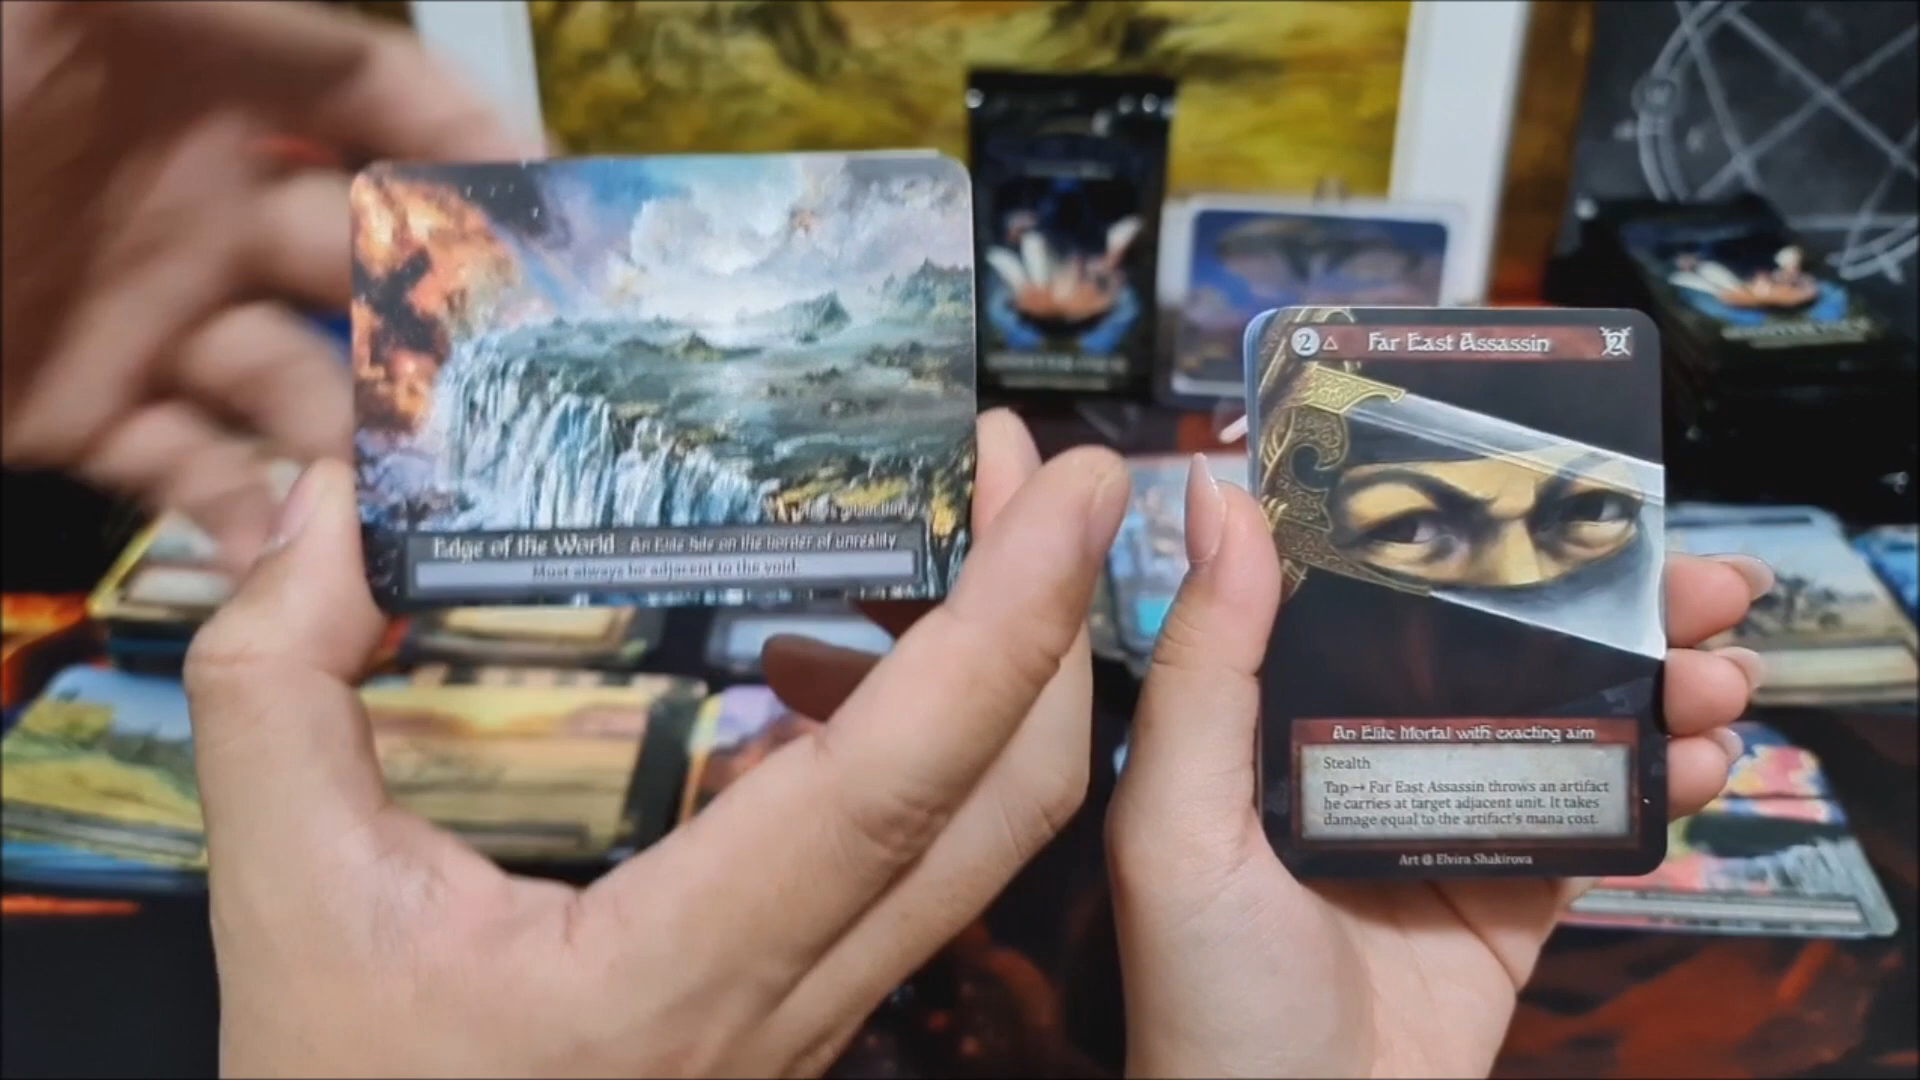 Edge of the World - An Elite Site on the border of unreality
Must always be adjacent to the void.
2 Far East Assassin 2
An Elite Mortal with exacting aim
Stealth
Tap → Far East Assassin throws an artifact
he carries at target adjacent unit. It takes
damage equal to the artifact's mana cost.
Art @ Elvira Shakirova